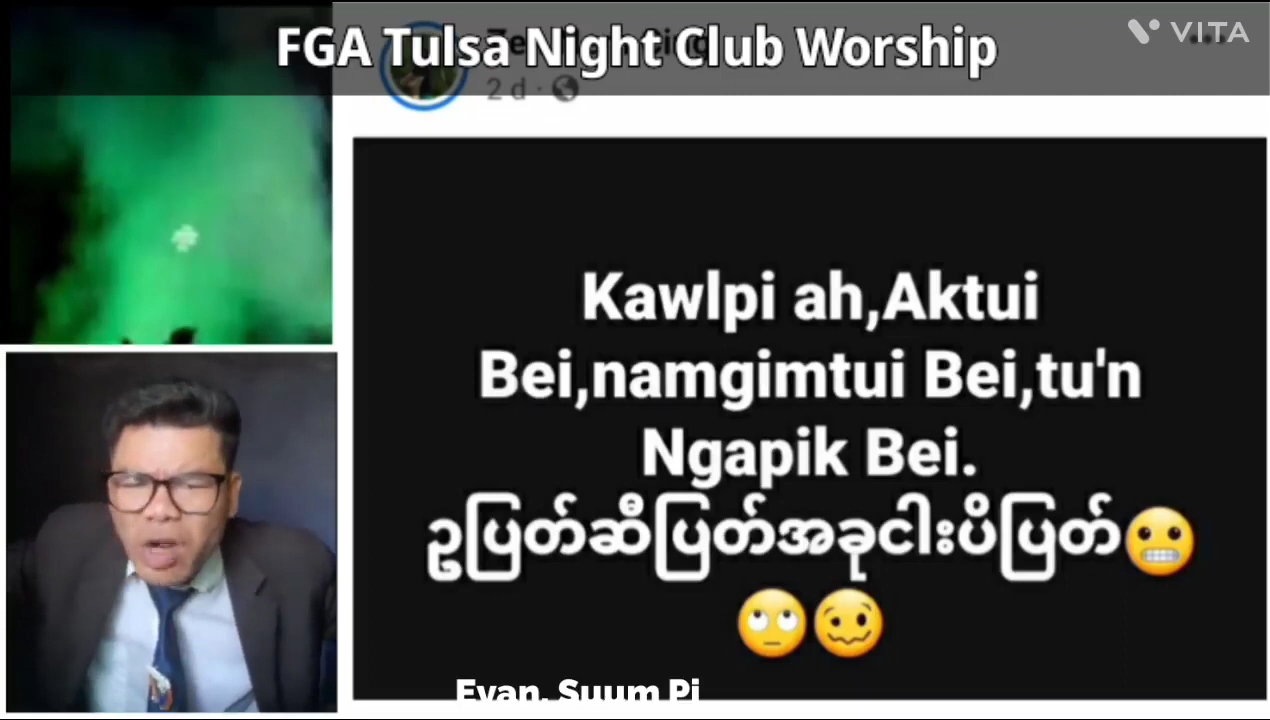 FGA Tulsa Night Club Worship
VITA
2 d
Kawlpi ah,Aktui
Bei,namgimtui Bei,tu'n
Ngapik Bei.
ဥပြတ်ဆီပြတ်အခုငါးပိပြတ်😬
🙄🥴
Evan. Suum Pi